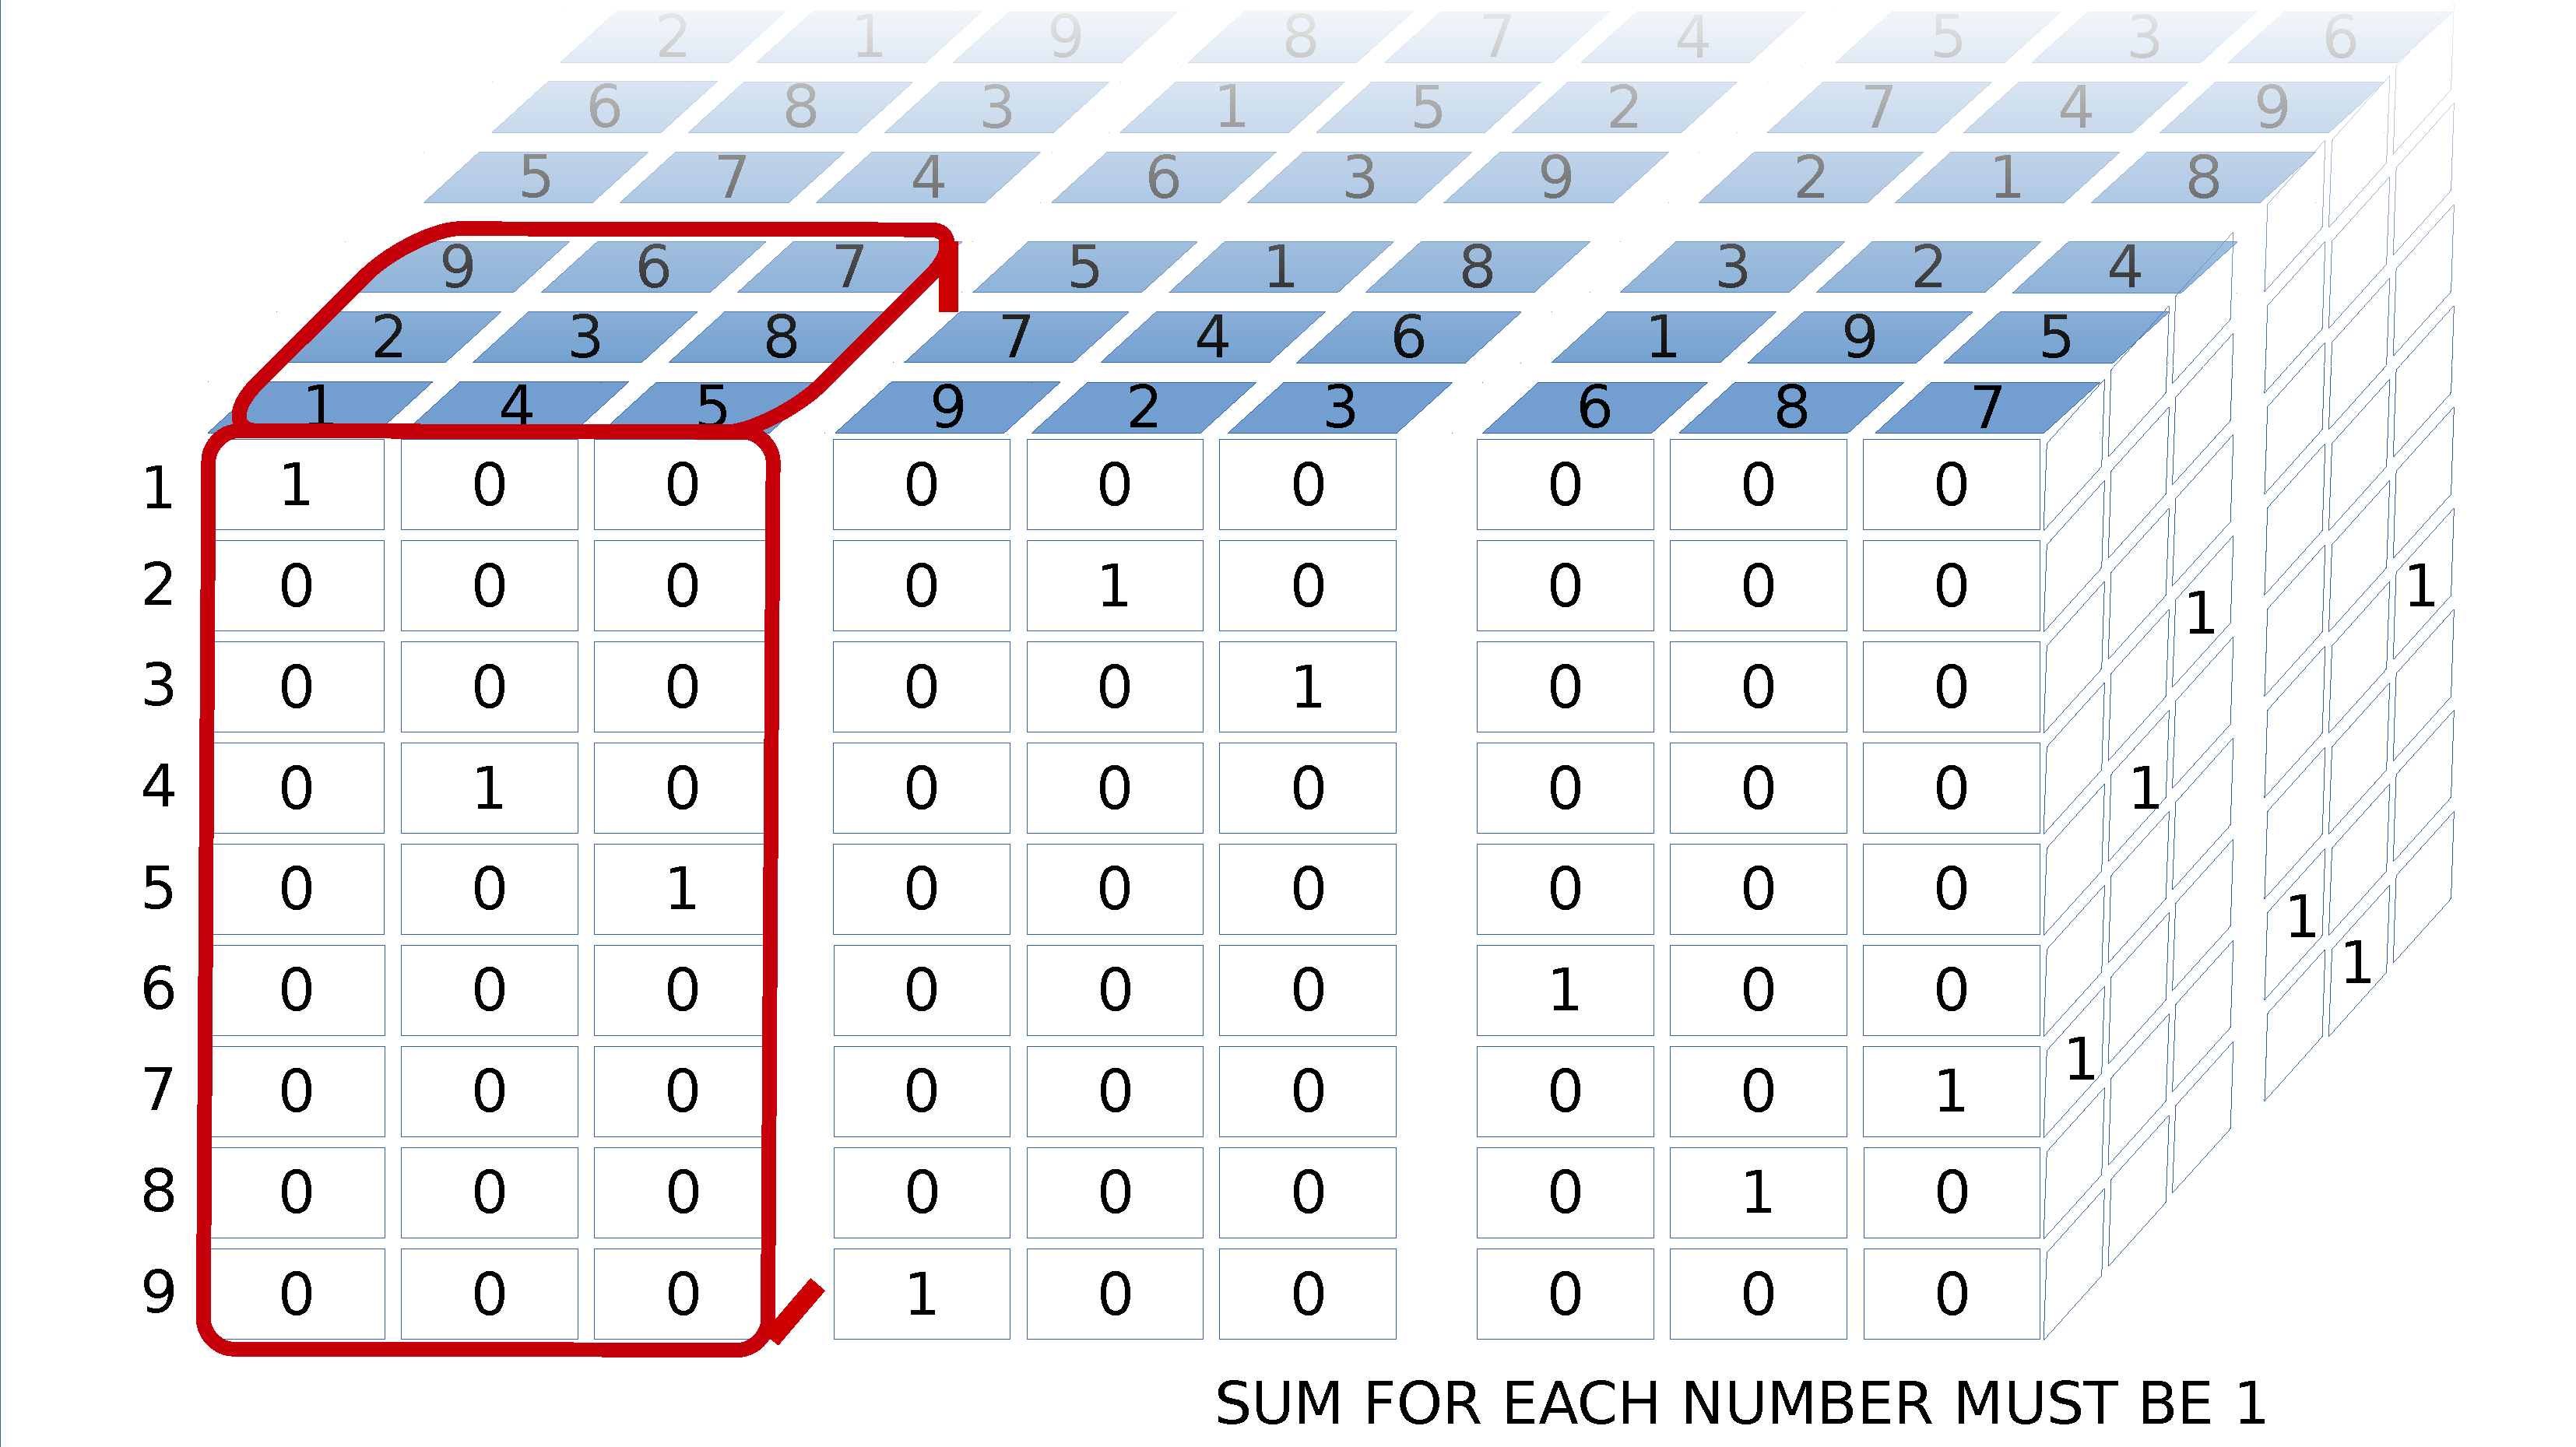 2 1 9 8 7 4 5 3 6
6 8 3 1 5 2 7 4 9
5 7 4 6 3 9 2 1 8
9 6 7 5 1 8 3 2 4
2 3 8 7 4 6 1 9 5
1 4 5 9 2 3 6 8 7
1 1 0 0 0 0 0 0 0 0
2 0 0 0 0 1 0 0 0 0 1 1
3 0 0 0 0 0 1 0 0 0
4 0 1 0 0 0 0 0 0 0 1
5 0 0 1 0 0 0 0 0 0 1
6 0 0 0 0 0 0 1 0 0 1
7 0 0 0 0 0 0 0 0 1 1
8 0 0 0 0 0 0 0 1 0
9 0 0 0 1 0 0 0 0 0
SUM FOR EACH NUMBER MUST BE 1